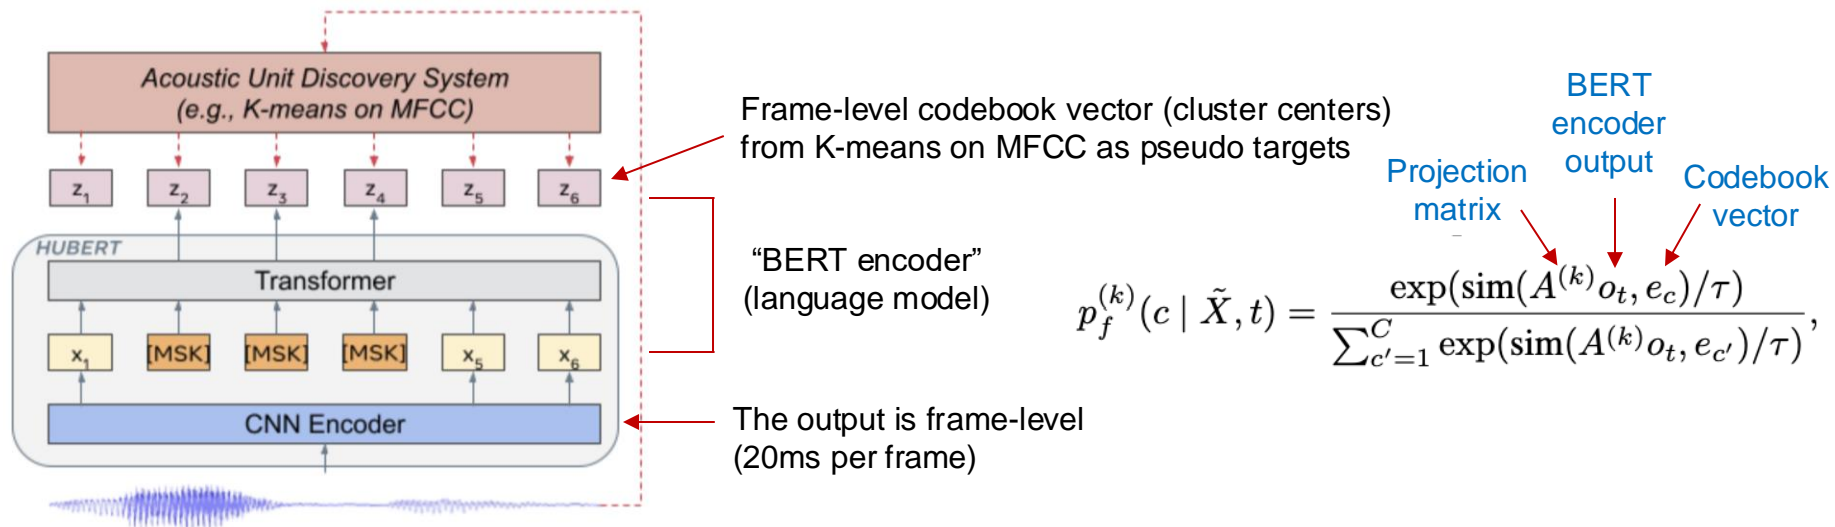 Acoustic Unit Discovery System
(e.g., K-means on MFCC)
z₁ z₂ z₃ z₄ z₅ z₆
HUBERT
Transformer
x₁ [MSK] [MSK] [MSK] x₅ x₆
CNN Encoder
Frame-level codebook vector (cluster centers)
from K-means on MFCC as pseudo targets
“BERT encoder”
(language model)
The output is frame-level
(20ms per frame)
BERT
encoder
output
Projection
matrix
Codebook
vector
p_f^{(k)}(c | X̃, t) = \frac{exp(sim(A^{(k)}o_t, e_c)/τ)}{∑_{c'=1}^{C} exp(sim(A^{(k)}o_t, e_{c'})/τ)},